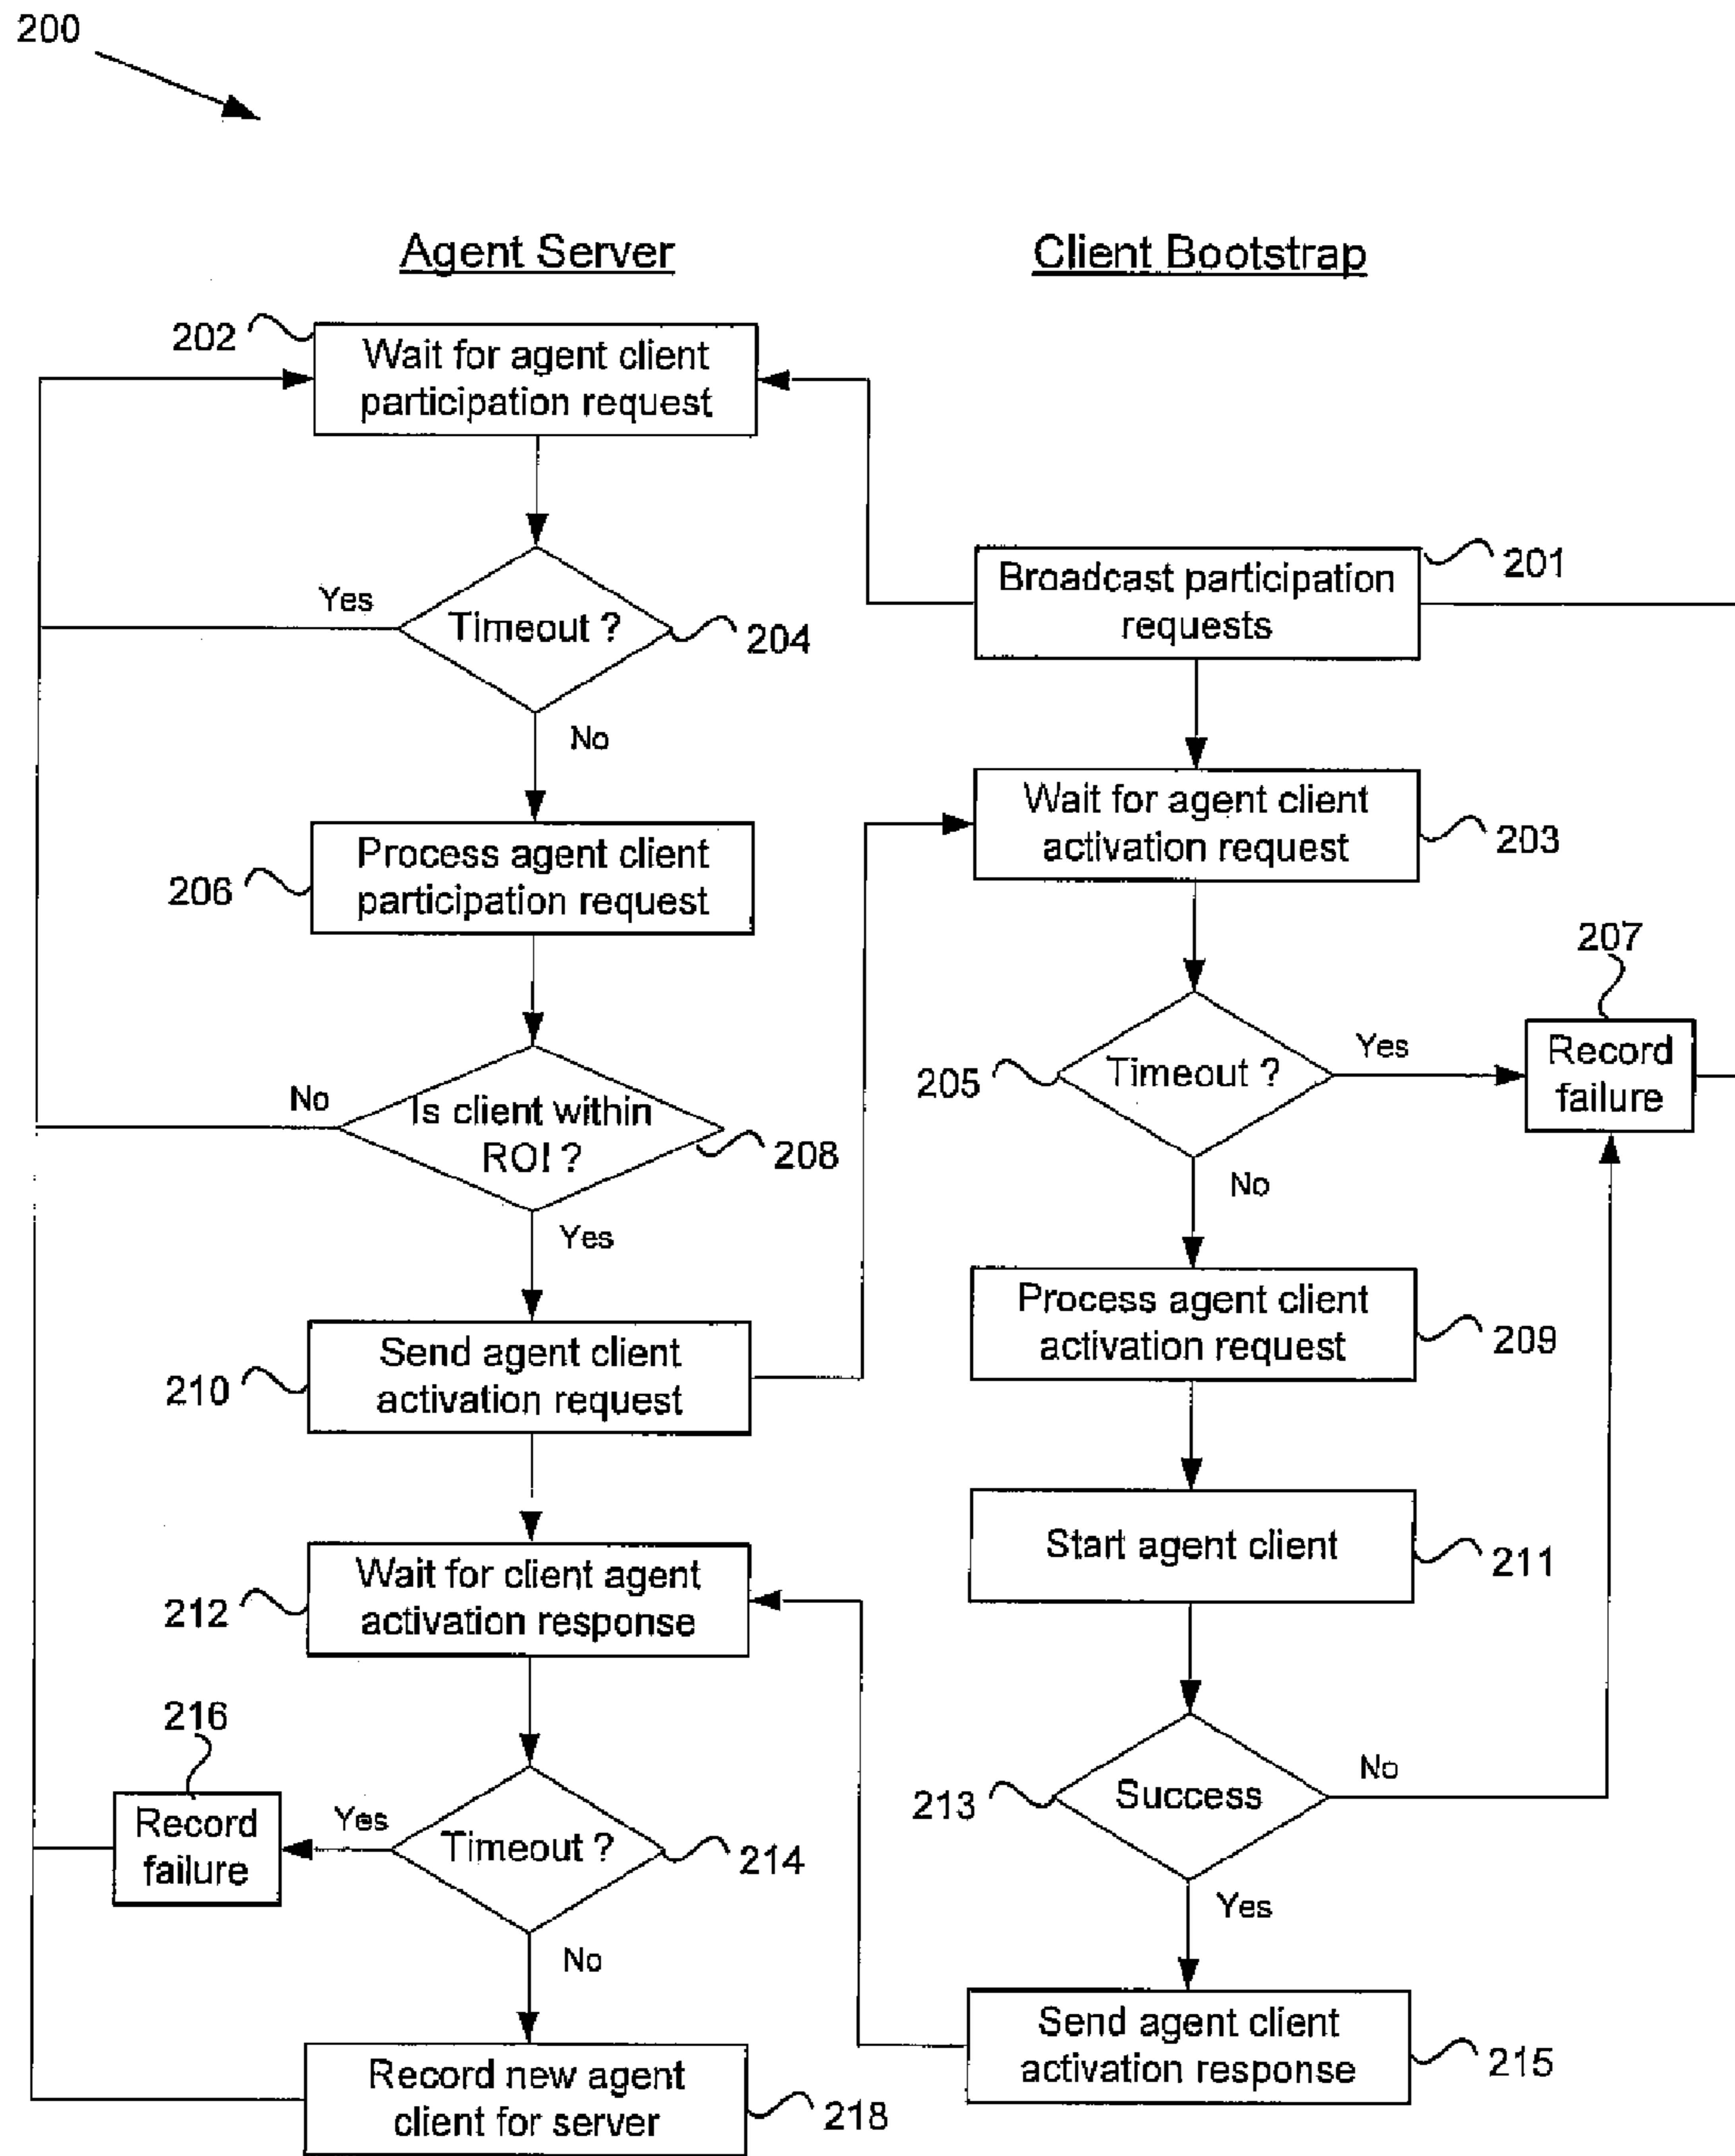 200
Agent Server
Client Bootstrap
202
Wait for agent client
participation request
Timeout ?
Yes
204
No
Broadcast participation
requests
201
Wait for agent client
activation request
203
206
Process agent client
participation request
207
Record
failure
205
Timeout ?
Yes
No
No
Is client within
ROI ?
208
Yes
Process agent client
activation request
209
210
Send agent client
activation request
Start agent client
211
212
Wait for client agent
activation response
216
Record
failure
Yes
Timeout ?
214
No
213
Success
No
Yes
Send agent client
activation response
215
Record new agent
client for server
218